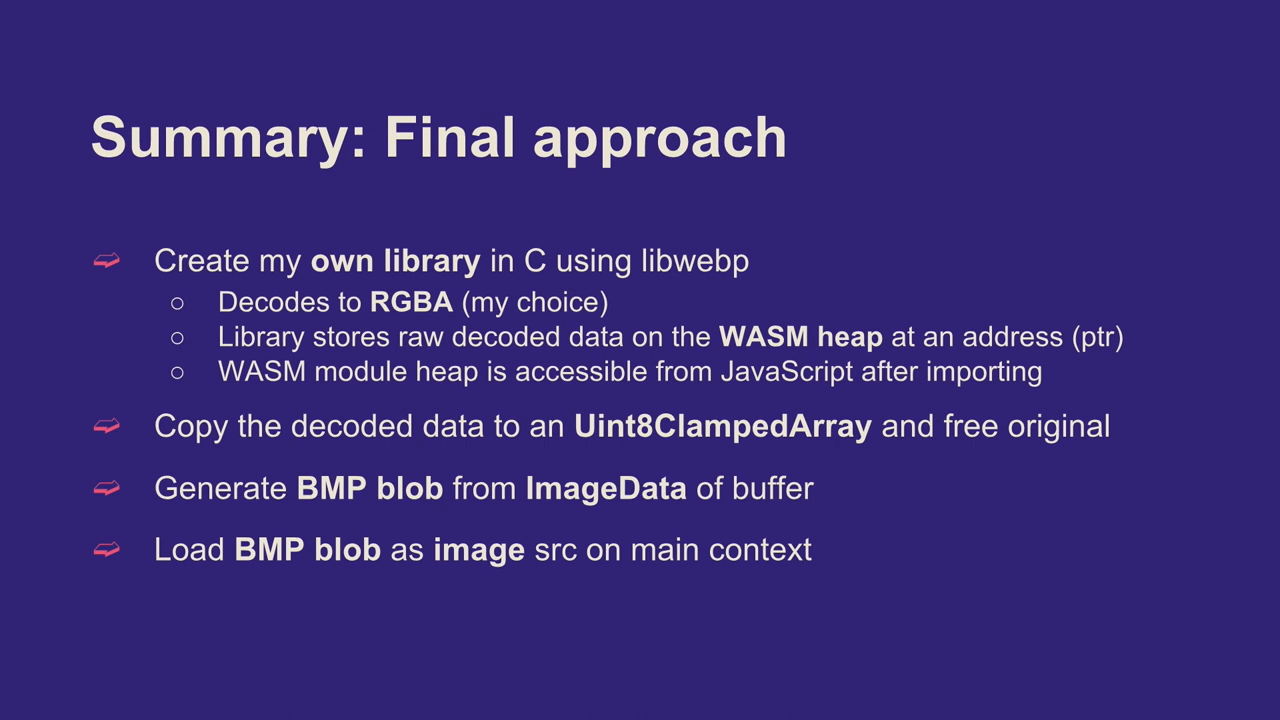 Summary: Final approach
➫ Create my own library in C using libwebp
○ Decodes to RGBA (my choice)
○ Library stores raw decoded data on the WASM heap at an address (ptr)
○ WASM module heap is accessible from JavaScript after importing
➫ Copy the decoded data to an Uint8ClampedArray and free original
➫ Generate BMP blob from ImageData of buffer
➫ Load BMP blob as image src on main context